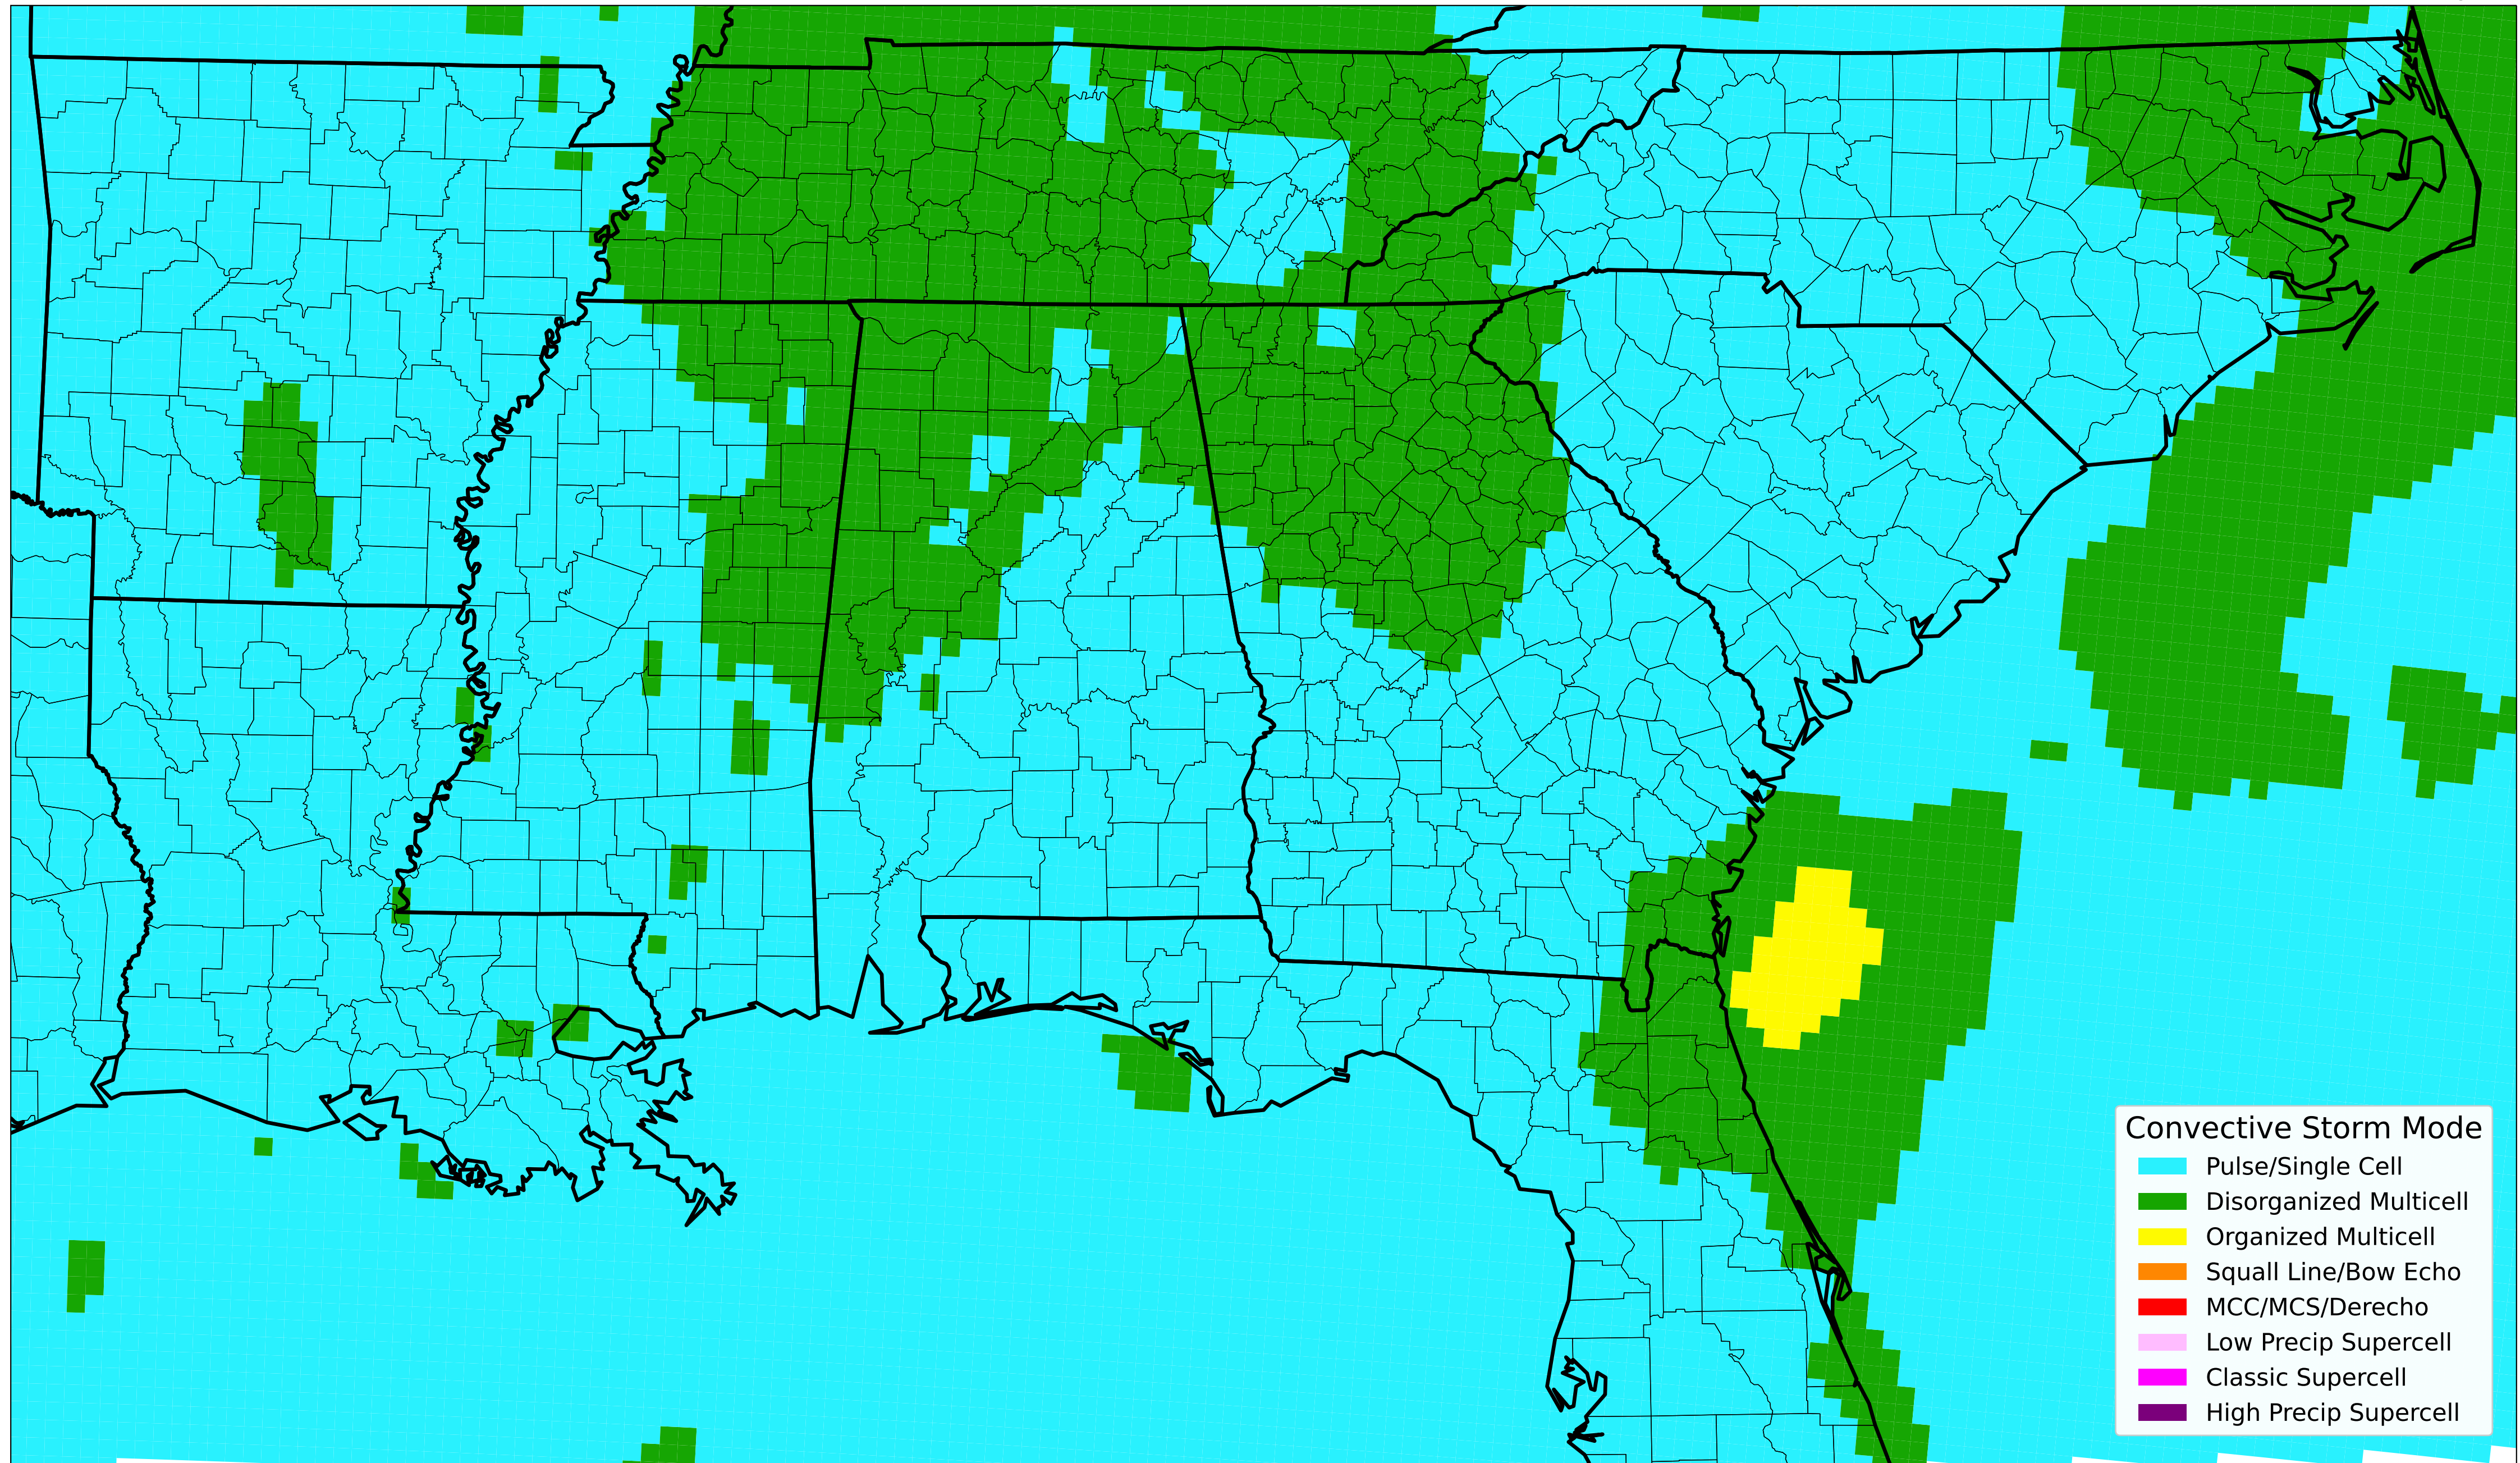 Convective Storm Mode
Pulse/Single Cell
Disorganized Multicell
Organized Multicell
Squall Line/Bow Echo
MCC/MCS/Derecho
Low Precip Supercell
Classic Supercell
High Precip Supercell